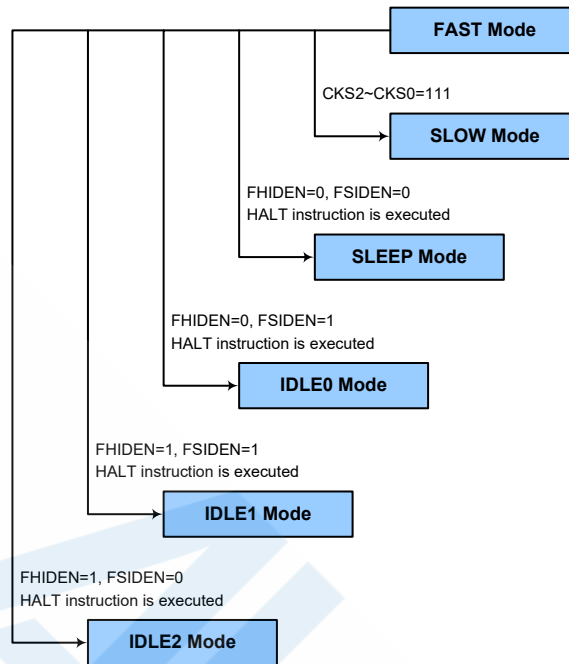 FAST Mode
CKS2~CKS0=111
SLOW Mode
FHIDEN=0, FSIDEN=0
HALT instruction is executed
SLEEP Mode
FHIDEN=0, FSIDEN=1
HALT instruction is executed
IDLE0 Mode
FHIDEN=1, FSIDEN=1
HALT instruction is executed
IDLE1 Mode
FHIDEN=1, FSIDEN=0
HALT instruction is executed
IDLE2 Mode